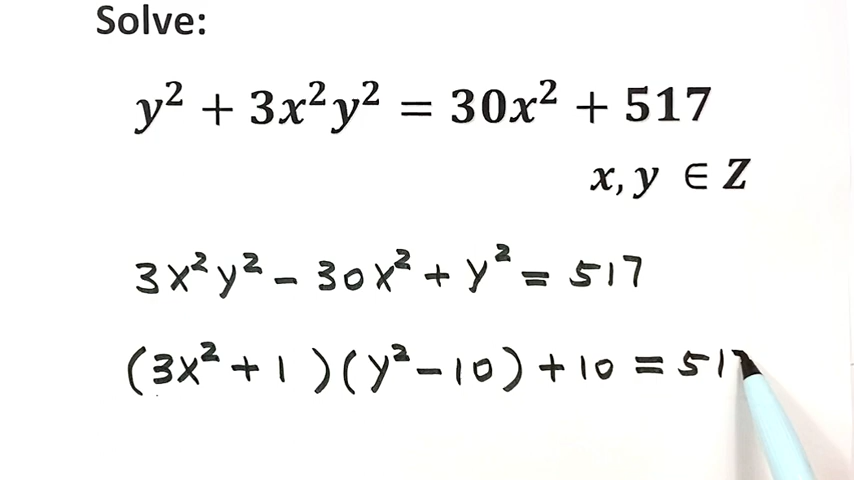 Solve:
y² + 3x²y² = 30x² + 517
x, y ∈ Z
3x²y² - 30x² + y² = 517
(3x² + 1)(y² - 10) + 10 = 51